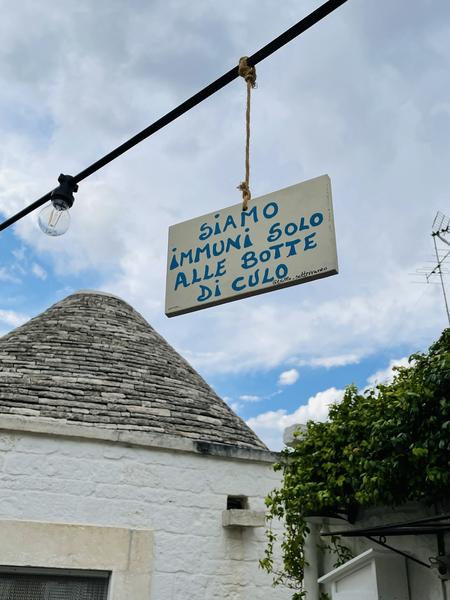 SIAMO
iMMUNi SOLO
ALLE BOTTE
Di CULO